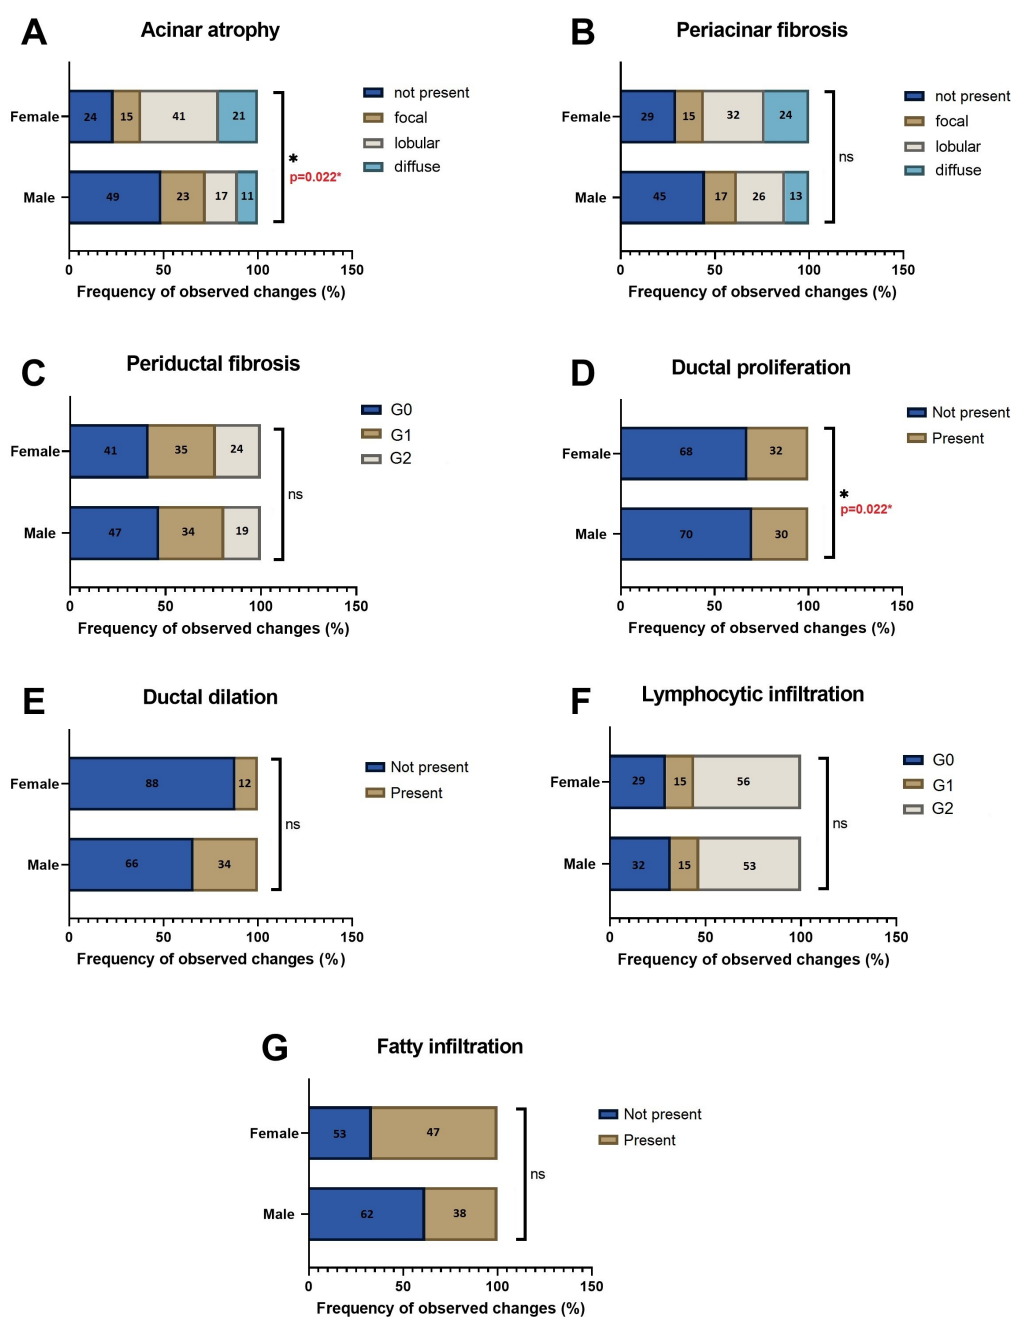 A
Acinar atrophy
Female
24 15 41 21
Male
49 23 17 11
*
p=0.022*
not present
focal
lobular
diffuse
0 50 100 150
Frequency of observed changes (%)
B
Periacinar fibrosis
Female
29 15 32 24
Male
45 17 26 13
ns
not present
focal
lobular
diffuse
0 50 100 150
Frequency of observed changes (%)
C
Periductal fibrosis
Female
41 35 24
Male
47 34 19
ns
G0
G1
G2
0 50 100 150
Frequency of observed changes (%)
D
Ductal proliferation
Female
68 32
Male
70 30
*
p=0.022*
Not present
Present
0 50 100 150
Frequency of observed changes (%)
E
Ductal dilation
Female
88 12
Male
66 34
ns
Not present
Present
0 50 100 150
Frequency of observed changes (%)
F
Lymphocytic infiltration
Female
29 15 56
Male
32 15 53
ns
G0
G1
G2
0 50 100 150
Frequency of observed changes (%)
G
Fatty infiltration
Female
53 47
Male
62 38
ns
Not present
Present
0 50 100 150
Frequency of observed changes (%)